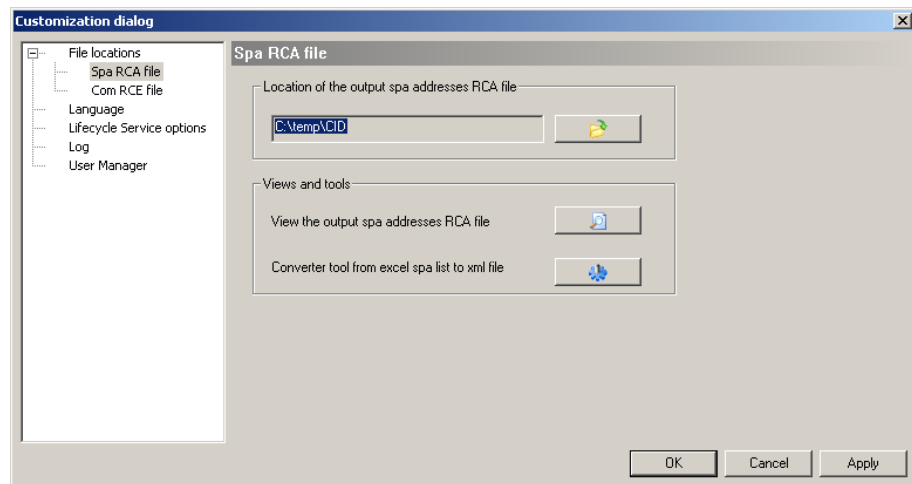 Customization dialog
File locations
Spa RCA file
Com RCE file
Language
Lifecycle Service options
Log
User Manager
Spa RCA file
Location of the output spa addresses RCA file
C:\temp\CID
Views and tools
View the output spa addresses RCA file
Converter tool from excel spa list to xml file
OK Cancel Apply